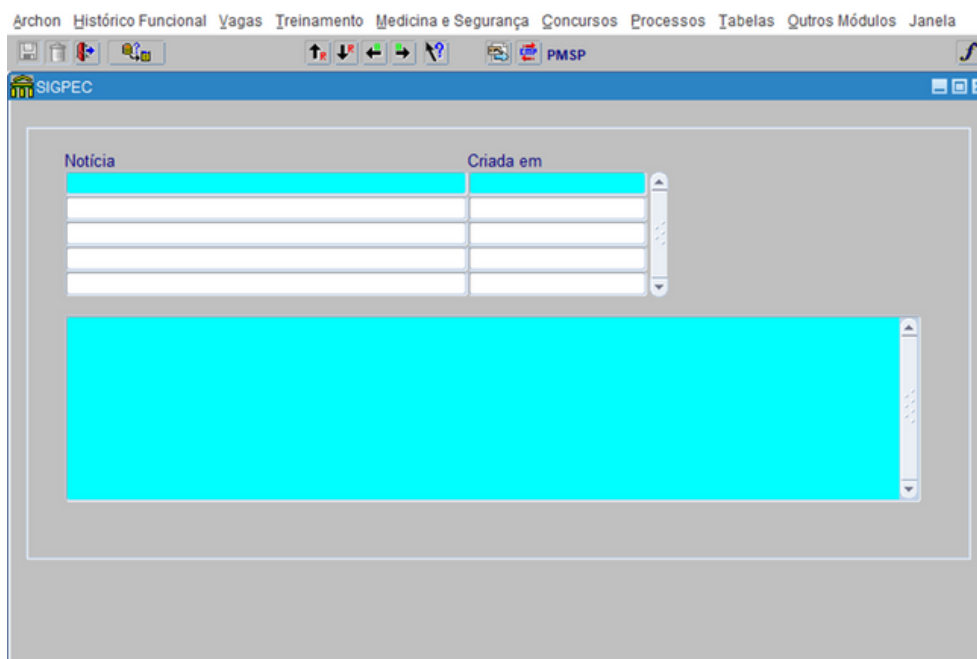 Archon Histórico Funcional Vagas Treinamento Medicina e Segurança Concursos Processos Tabelas Outros Módulos Janela
PMSP
SIGPEC
Notícia Criada em